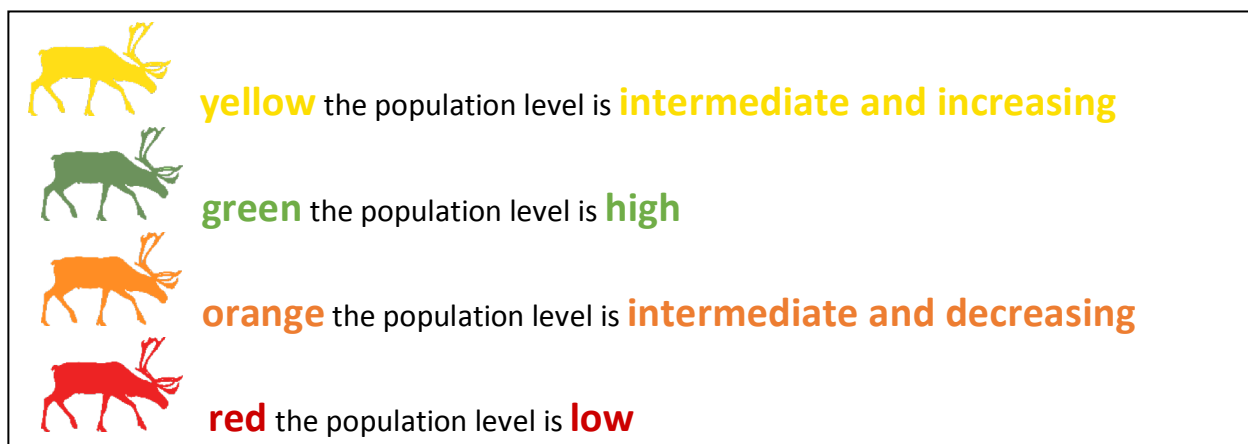 yellow the population level is intermediate and increasing
green the population level is high
orange the population level is intermediate and decreasing
red the population level is low